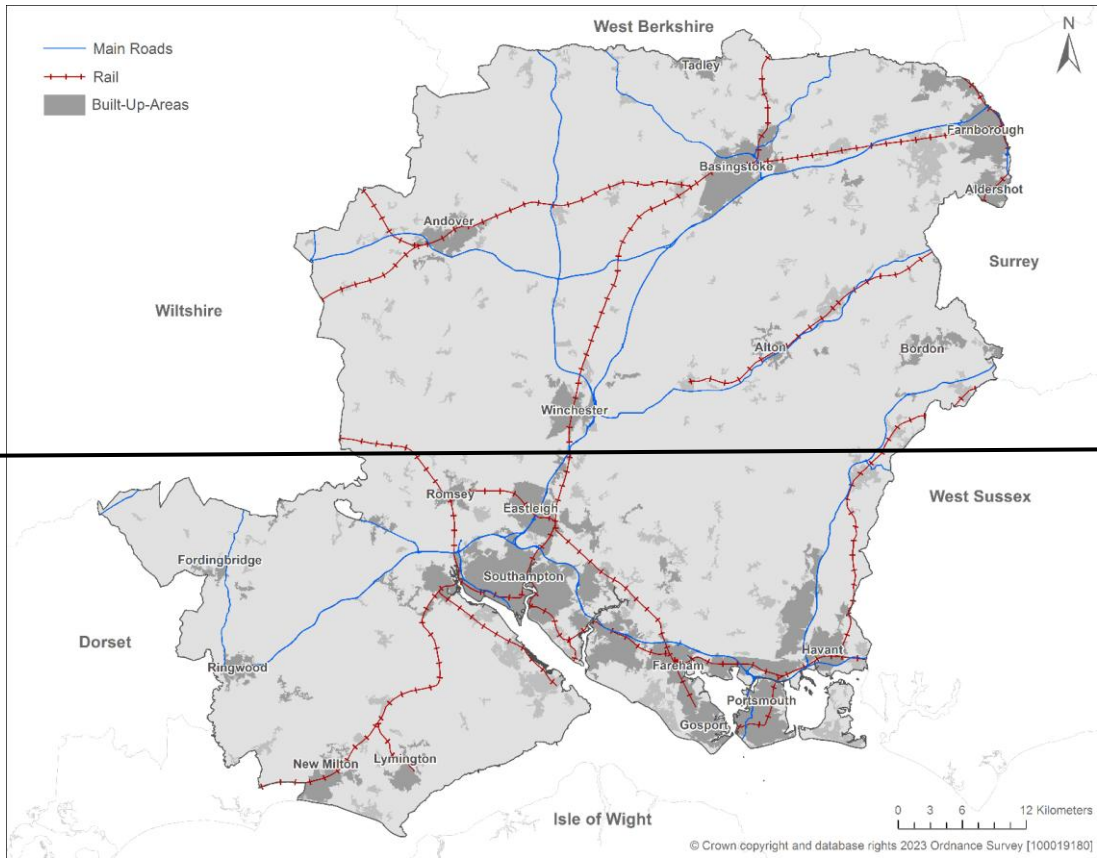 West Berkshire
N
Main Roads
Rail
Built-Up-Areas
Tadley
Farnborough
Basingstoke
Aldershot
Andover
Surrey
Wiltshire
Alton
Bordon
Winchester
Romsey
Eastleigh
West Sussex
Fordingbridge
Southampton
Dorset
Ringwood
Havant
Fareham
Portsmouth
Gosport
New Milton
Lymington
Isle of Wight
0 3 6 12 Kilometers
© Crown copyright and database rights 2023 Ordnance Survey [100019180]